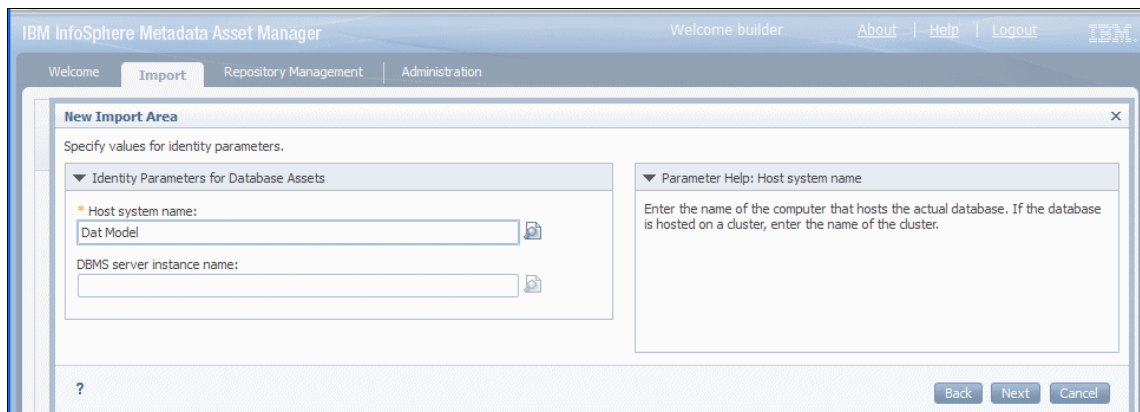 IBM InfoSphere Metadata Asset Manager Welcome builder About Help Logout IBM.
Welcome Import Repository Management Administration
New Import Area
Specify values for identity parameters.
Identity Parameters for Database Assets
* Host system name:
Dat Model
DBMS server instance name:
Parameter Help: Host system name
Enter the name of the computer that hosts the actual database. If the database
is hosted on a cluster, enter the name of the cluster.
? Back Next Cancel